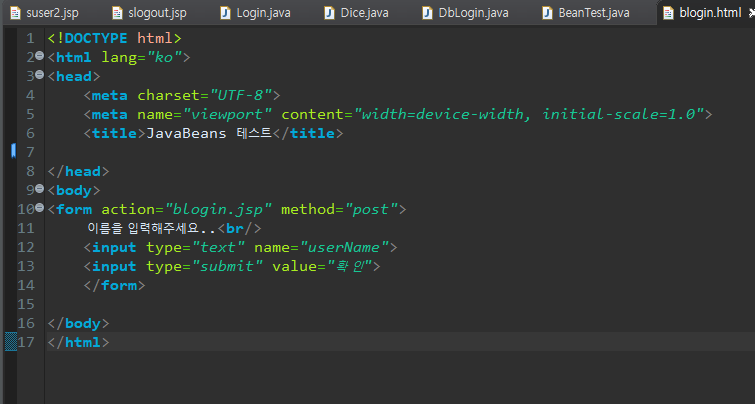 suser2.jsp slogout.jsp Login.java Dice.java DbLogin.java BeanTest.java blogin.html
1 <!DOCTYPE html>
2 <html lang="ko">
3 <head>
4 <meta charset="UTF-8">
5 <meta name="viewport" content="width=device-width, initial-scale=1.0">
6 <title>JavaBeans 테스트</title>
7
8 </head>
9 <body>
10 <form action="blogin.jsp" method="post">
11 이름을 입력해주세요..<br/>
12 <input type="text" name="userName">
13 <input type="submit" value="확인">
14 </form>
15
16 </body>
17 </html>